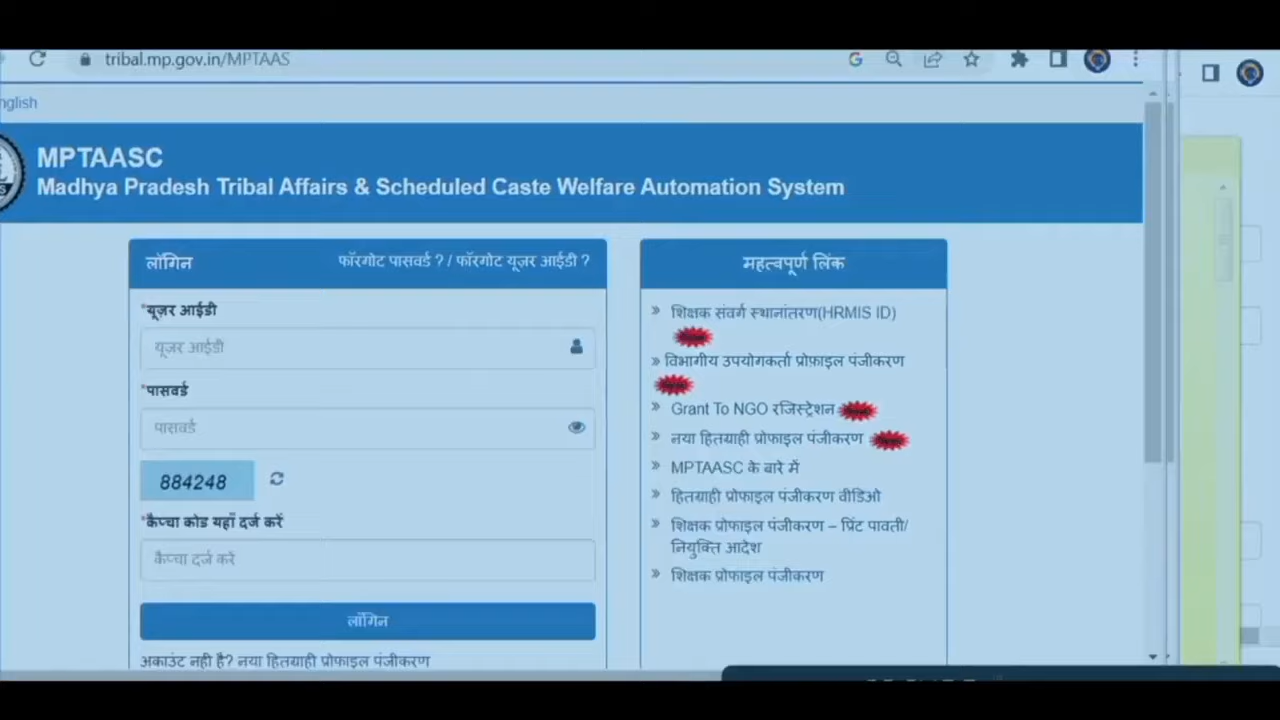 tribal.mp.gov.in/MPTAAS
nglish
MPTAASC
Madhya Pradesh Tribal Affairs & Scheduled Caste Welfare Automation System
लॉगिन
फॉरगोट पासवर्ड ? / फॉरगोट यूज़र आईडी ?
*यूज़र आईडी
यूज़र आईडी
*पासवर्ड
पासवर्ड
884248
*कैप्चा कोड यहाँ दर्ज करें
कैप्चा दर्ज करें
लॉगिन
अकाउंट नही है? नया हितग्राही प्रोफाइल पंजीकरण
महत्वपूर्ण लिंक
» शिक्षक संवर्ग स्थानांतरण(HRMIS ID)
» विभागीय उपयोगकर्ता प्रोफ़ाइल पंजीकरण
» Grant To NGO रजिस्ट्रेशन
» नया हितग्राही प्रोफाइल पंजीकरण
» MPTAASC के बारे में
» हितग्राही प्रोफाइल पंजीकरण वीडिओ
» शिक्षक प्रोफाइल पंजीकरण – प्रिंट पावती/
नियुक्ति आदेश
» शिक्षक प्रोफाइल पंजीकरण